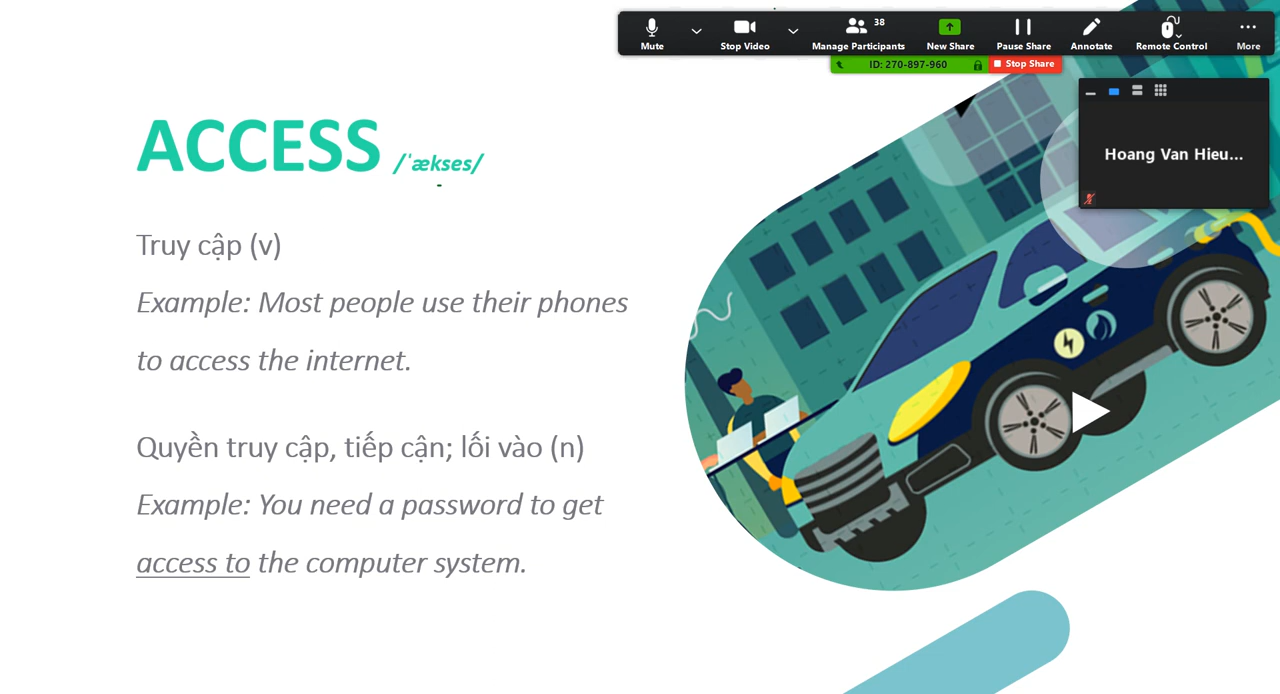 38
Mute
Stop Video
Manage Participants
New Share
Pause Share
Annotate
Remote Control
More
ID: 270-897-960
Stop Share
Hoang Van Hieu...
ACCESS /ˈækses/
Truy cập (v)
Example: Most people use their phones
to access the internet.
Quyền truy cập, tiếp cận; lối vào (n)
Example: You need a password to get
access to the computer system.